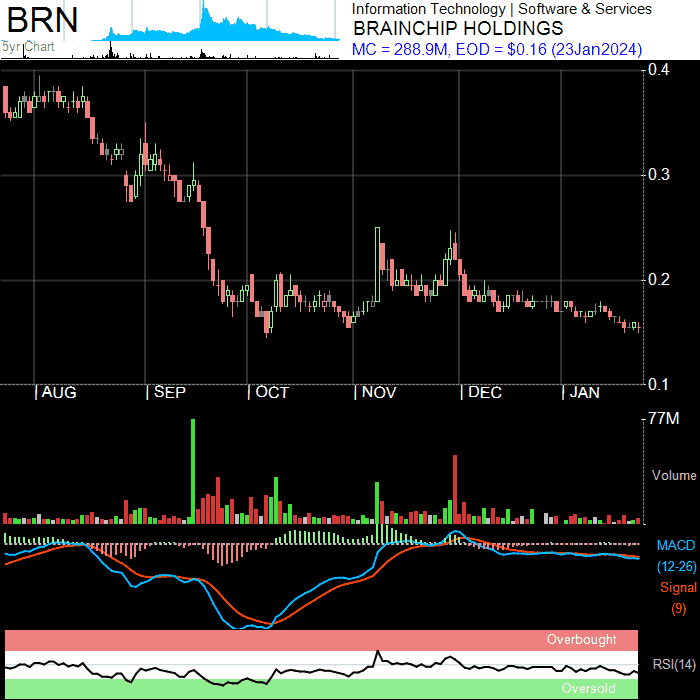 BRN
5yr Chart
Information Technology | Software & Services
BRAINCHIP HOLDINGS
MC = 288.9M, EOD = $0.16 (23Jan2024)
0.4
0.3
0.2
0.1
| AUG | SEP | OCT | NOV | DEC | JAN
77M
Volume
MACD
(12-26)
Signal
(9)
Overbought
RSI(14)
Oversold